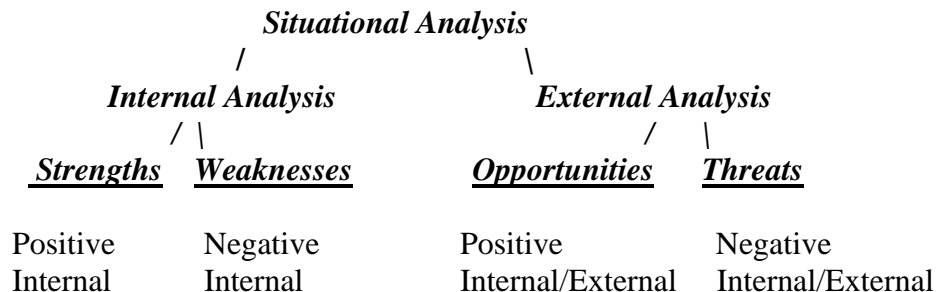 Situational Analysis
/ \
Internal Analysis External Analysis
/ \ / \
Strengths Weaknesses Opportunities Threats
Positive Negative Positive Negative
Internal Internal Internal/External Internal/External